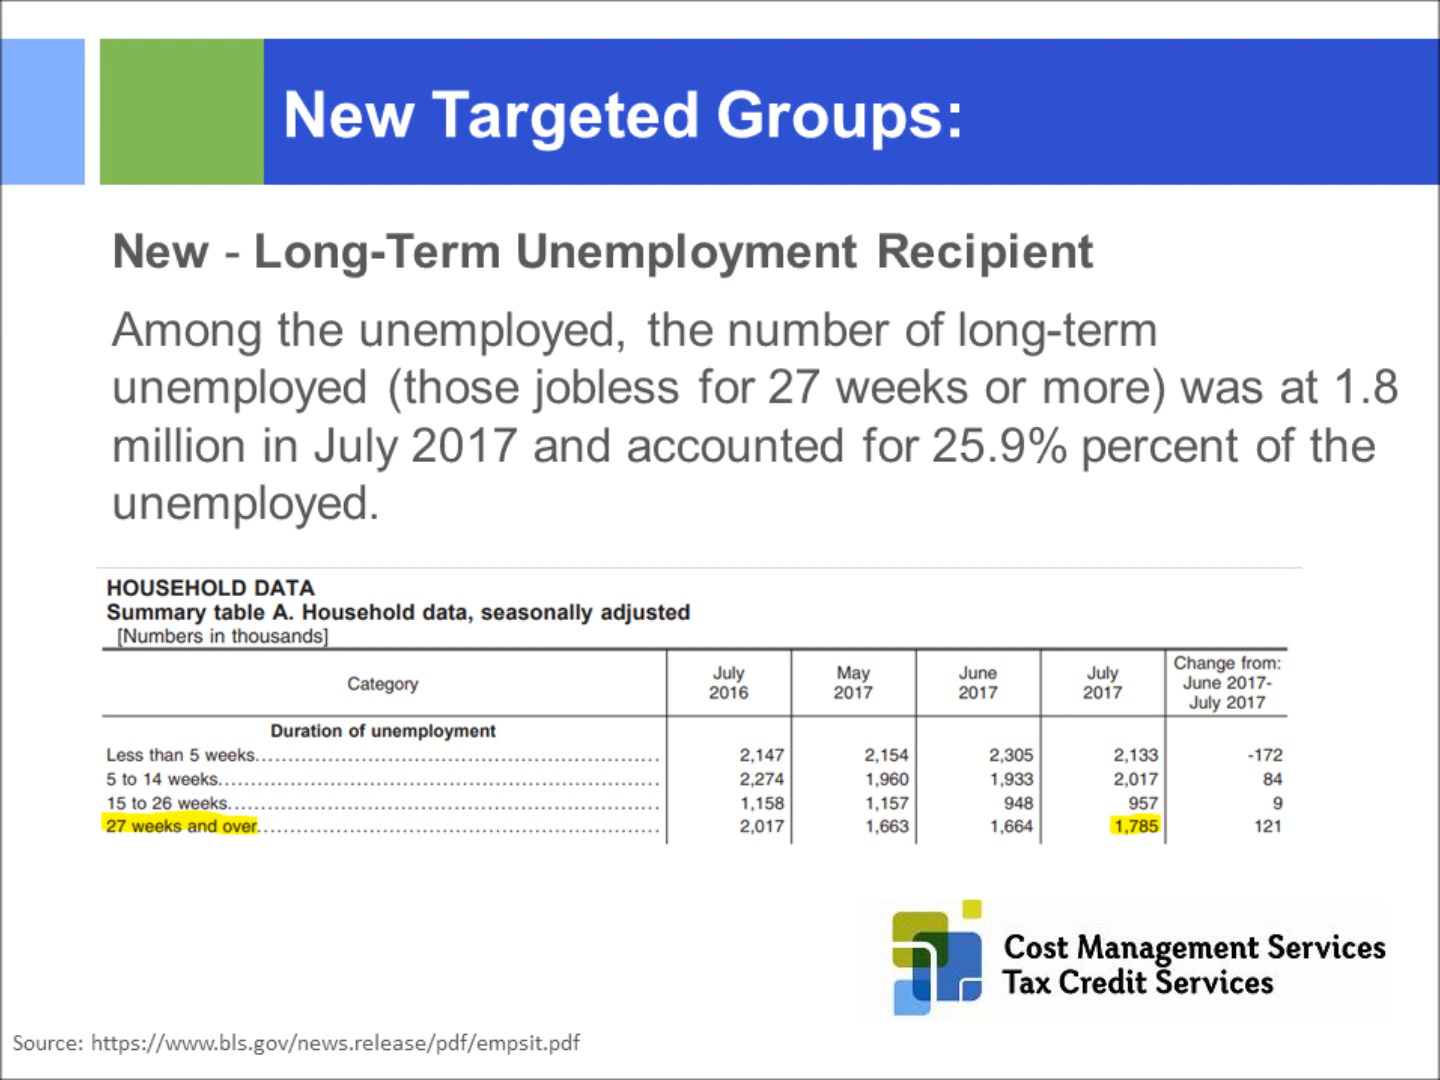 New Targeted Groups:
New - Long-Term Unemployment Recipient
Among the unemployed, the number of long-term
unemployed (those jobless for 27 weeks or more) was at 1.8
million in July 2017 and accounted for 25.9% percent of the
unemployed.
HOUSEHOLD DATA
Summary table A. Household data, seasonally adjusted
[Numbers in thousands]
Category July 2016 May 2017 June 2017 July 2017 Change from: June 2017- July 2017
Duration of unemployment
Less than 5 weeks 2,147 2,154 2,305 2,133 -172
5 to 14 weeks 2,274 1,960 1,933 2,017 84
15 to 26 weeks 1,158 1,157 948 957 9
27 weeks and over 2,017 1,663 1,664 1,785 121
Cost Management Services
Tax Credit Services
Source: https://www.bls.gov/news.release/pdf/empsit.pdf